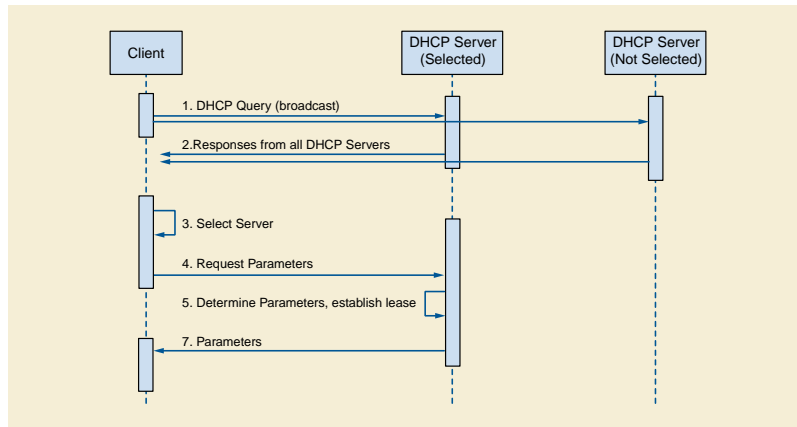 Client
DHCP Server
(Selected)
DHCP Server
(Not Selected)
1. DHCP Query (broadcast)
2.Responses from all DHCP Servers
3. Select Server
4. Request Parameters
5. Determine Parameters, establish lease
7. Parameters